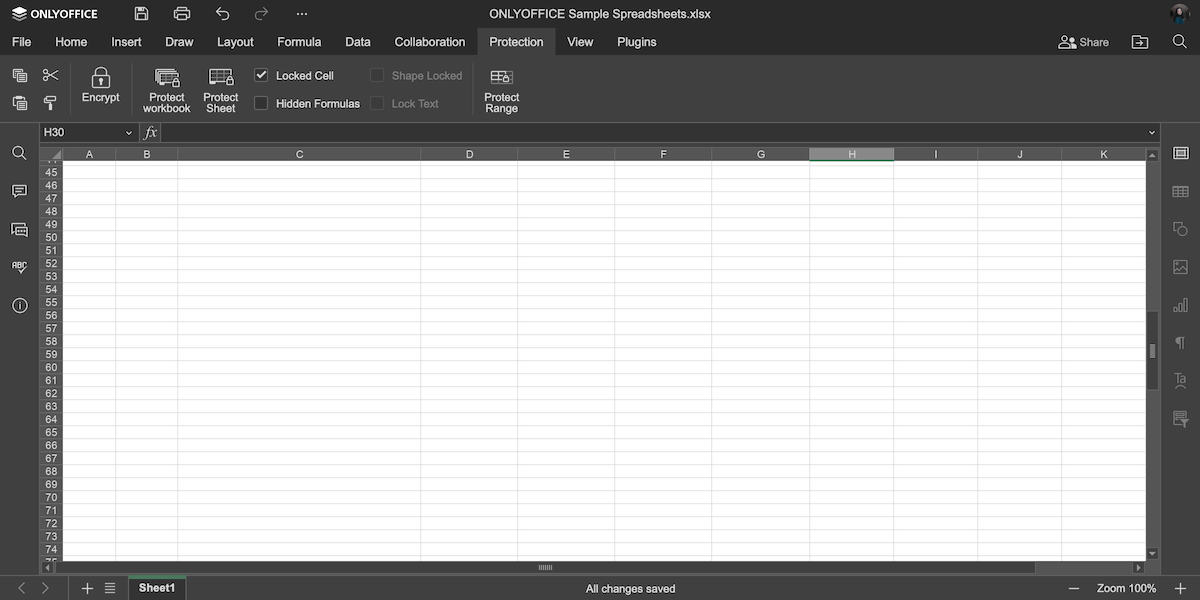 ONLYOFFICE
ONLYOFFICE Sample Spreadsheets.xlsx
File Home Insert Draw Layout Formula Data Collaboration Protection View Plugins Share
Encrypt
Protect workbook
Protect Sheet
Locked Cell
Hidden Formulas
Shape Locked
Lock Text
Protect Range
H30 fx
A B C D E F G H I J K
45
46
47
48
49
50
51
52
53
54
55
56
57
58
59
60
61
62
63
64
65
66
67
68
69
70
71
72
73
74
ABC
Ta
Sheet1 All changes saved Zoom 100%